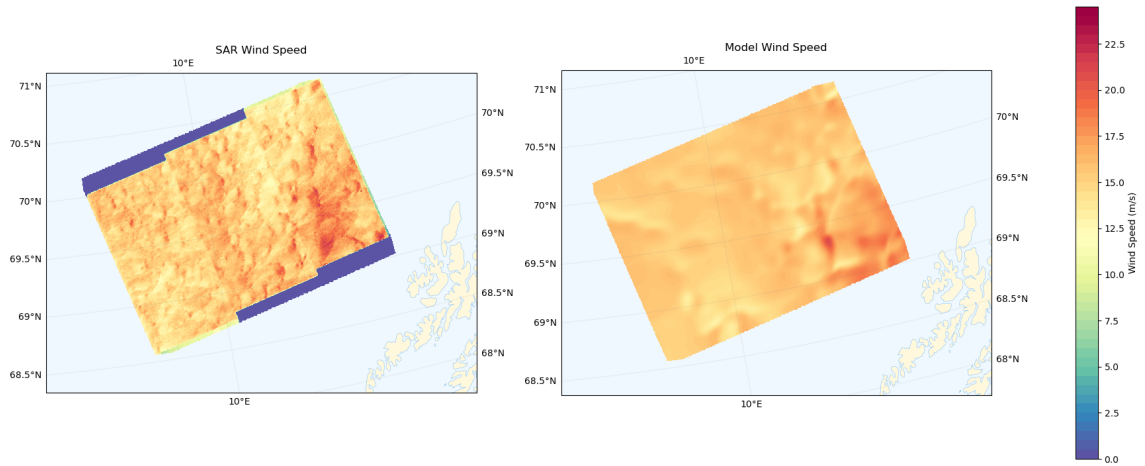 SAR Wind Speed
10°E
71°N
70.5°N
70°N
69.5°N
69°N
68.5°N
70°N
69.5°N
69°N
68.5°N
68°N
10°E
Model Wind Speed
10°E
71°N
70.5°N
70°N
69.5°N
69°N
68.5°N
70°N
69.5°N
69°N
68.5°N
68°N
10°E
22.5
20.0
17.5
15.0
12.5
10.0
7.5
5.0
2.5
0.0
Wind Speed (m/s)